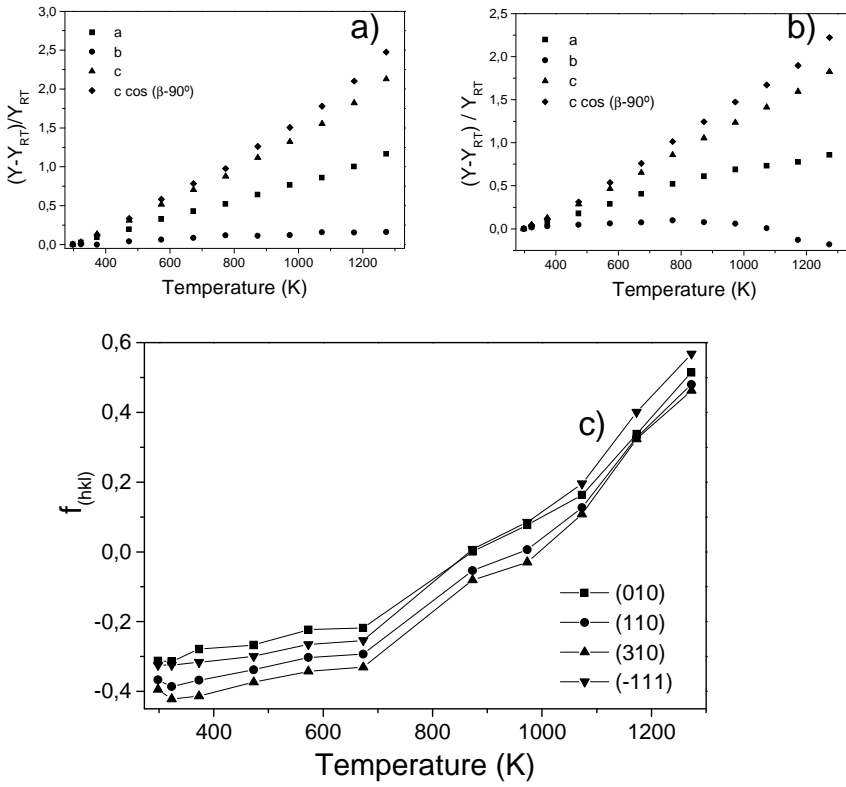 a)
3,0
2,5
2,0
1,5
1,0
0,5
0,0
(Y-Y_RT)/Y_RT
a
b
c
c cos (β-90º)
400 600 800 1000 1200
Temperature (K)
b)
2,5
2,0
1,5
1,0
0,5
0,0
(Y-Y_RT) / Y_RT
a
b
c
c cos (β-90º)
400 600 800 1000 1200
Temperature (K)
c)
0,6
0,4
0,2
0,0
-0,2
-0,4
f_(hkl)
(010)
(110)
(310)
(-111)
400 600 800 1000 1200
Temperature (K)